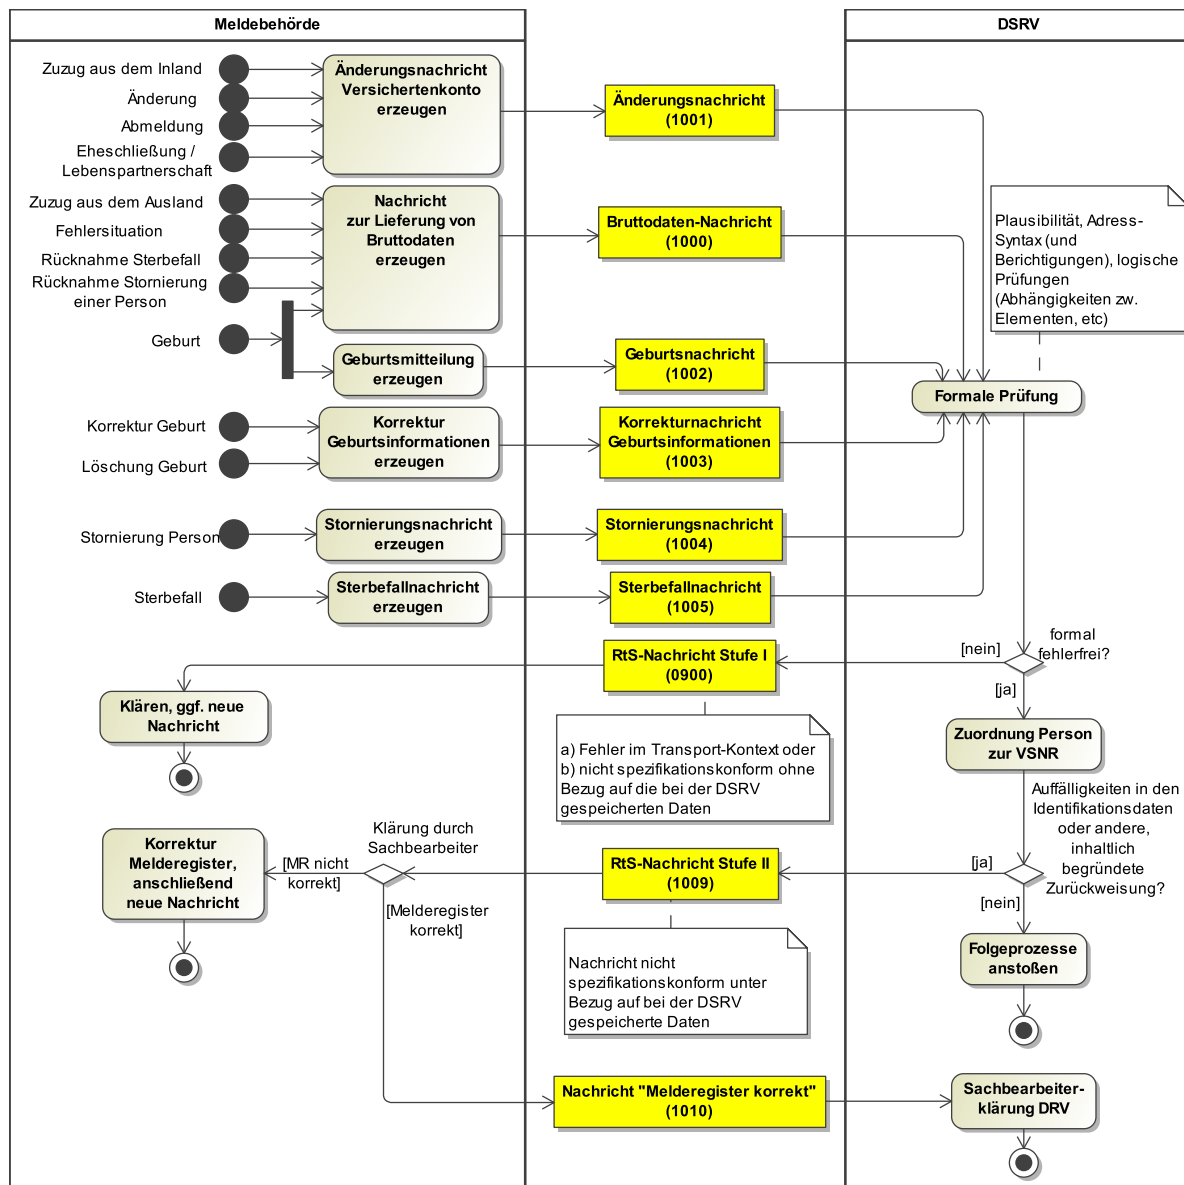 Meldebehörde
DSRV
Zuzug aus dem Inland
Änderung
Abmeldung
Eheschließung /
Lebenspartnerschaft
Änderungsnachricht
Versichertenkonto
erzeugen
Änderungsnachricht
(1001)
Zuzug aus dem Ausland
Fehlersituation
Rücknahme Sterbefall
Rücknahme Stornierung
einer Person
Geburt
Nachricht
zur Lieferung von
Bruttodaten
erzeugen
Bruttodaten-Nachricht
(1000)
Plausibilität, Adress-
Syntax (und
Berichtigungen), logische
Prüfungen
(Abhängigkeiten zw.
Elementen, etc)
Geburtsmitteilung
erzeugen
Geburtsnachricht
(1002)
Formale Prüfung
Korrektur Geburt
Löschung Geburt
Korrektur
Geburtsinformationen
erzeugen
Korrekturnachricht
Geburtsinformationen
(1003)
Stornierung Person
Stornierungsnachricht
erzeugen
Stornierungsnachricht
(1004)
Sterbefall
Sterbefallnachricht
erzeugen
Sterbefallnachricht
(1005)
formal
fehlerfrei?
[nein]
[ja]
RtS-Nachricht Stufe I
(0900)
Klären, ggf. neue
Nachricht
a) Fehler im Transport-Kontext oder
b) nicht spezifikationskonform ohne
Bezug auf die bei der DSRV
gespeicherten Daten
Zuordnung Person
zur VSNR
Auffälligkeiten in den
Identifikationsdaten
oder andere,
inhaltlich
begründete
Zurückweisung?
[ja]
[nein]
RtS-Nachricht Stufe II
(1009)
Klärung durch
Sachbearbeiter
[MR nicht
korrekt]
[Melderegister
korrekt]
Korrektur
Melderegister,
anschließend
neue Nachricht
Nachricht nicht
spezifikationskonform unter
Bezug auf bei der DSRV
gespeicherte Daten
Folgeprozesse
anstoßen
Nachricht "Melderegister korrekt"
(1010)
Sachbearbeiter-
klärung DRV